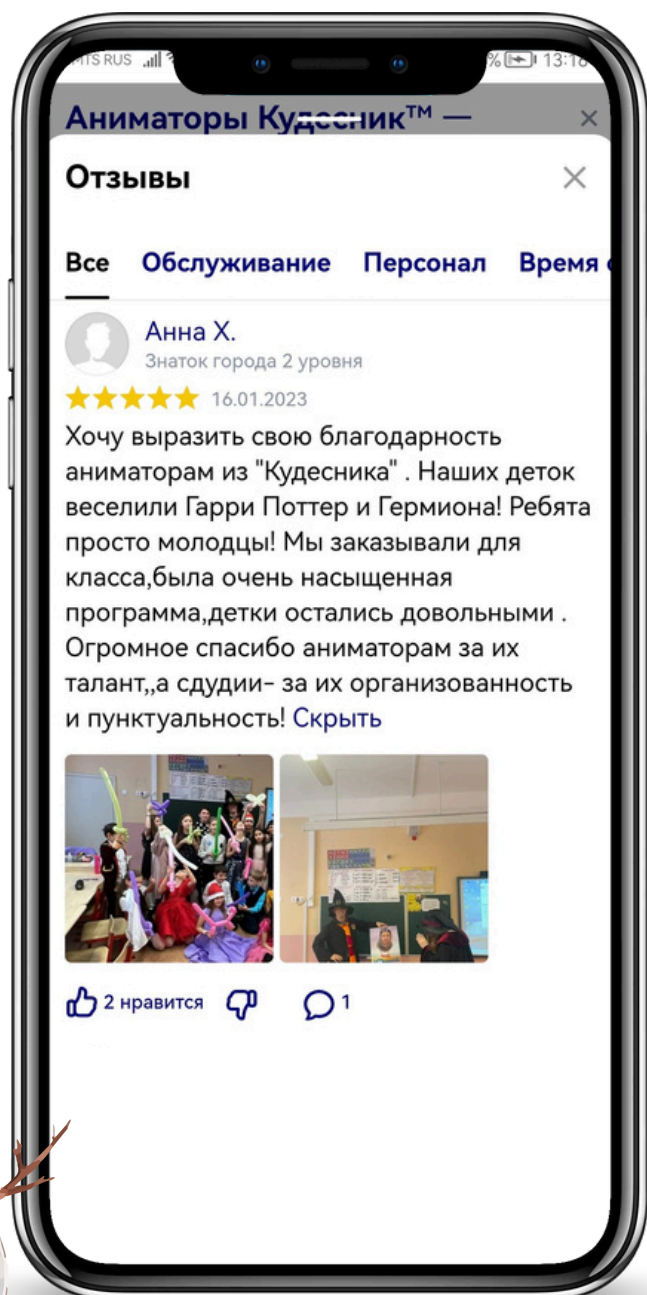 MTS RUS % 13:16
Аниматоры Кудесник™ —
Отзывы
Все Обслуживание Персонал Время
Анна Х.
Знаток города 2 уровня
16.01.2023
Хочу выразить свою благодарность
аниматорам из "Кудесника" . Наших деток
веселили Гарри Поттер и Гермиона! Ребята
просто молодцы! Мы заказывали для
класса,была очень насыщенная
программа,детки остались довольными .
Огромное спасибо аниматорам за их
талант,,а сдудии- за их организованность
и пунктуальность! Скрыть
2 нравится 1